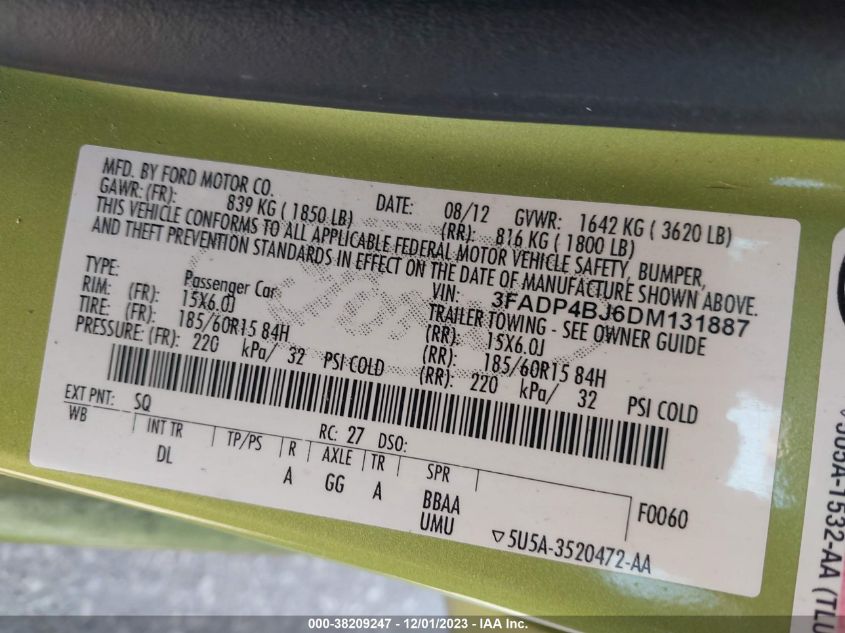 MFD. BY FORD MOTOR CO.
DATE: 08/12 GVWR: 1642 KG ( 3620 LB)
GAWR: (FR): 839 KG ( 1850 LB) (RR): 816 KG ( 1800 LB)
THIS VEHICLE CONFORMS TO ALL APPLICABLE FEDERAL MOTOR VEHICLE SAFETY, BUMPER,
AND THEFT PREVENTION STANDARDS IN EFFECT ON THE DATE OF MANUFACTURE SHOWN ABOVE.
VIN: 3FADP4BJ6DM131887
TYPE: Passenger Car TRAILER TOWING - SEE OWNER GUIDE
RIM: (FR): 15X6.0J (RR): 15X6.0J
TIRE: (FR): 185/60R15 84H (RR): 185/60R15 84H
PRESSURE: (FR): 220 kPa/ 32 PSI COLD (RR): 220 kPa/ 32 PSI COLD
EXT PNT: SQ RC: 27 DSO:
WB INT TR TP/PS R AXLE TR SPR
DL A GG A BBAA F0060
UMU
▽5U5A-3520472-AA
5U5A-1532-AA
000-38209247 - 12/01/2023 - IAA Inc.